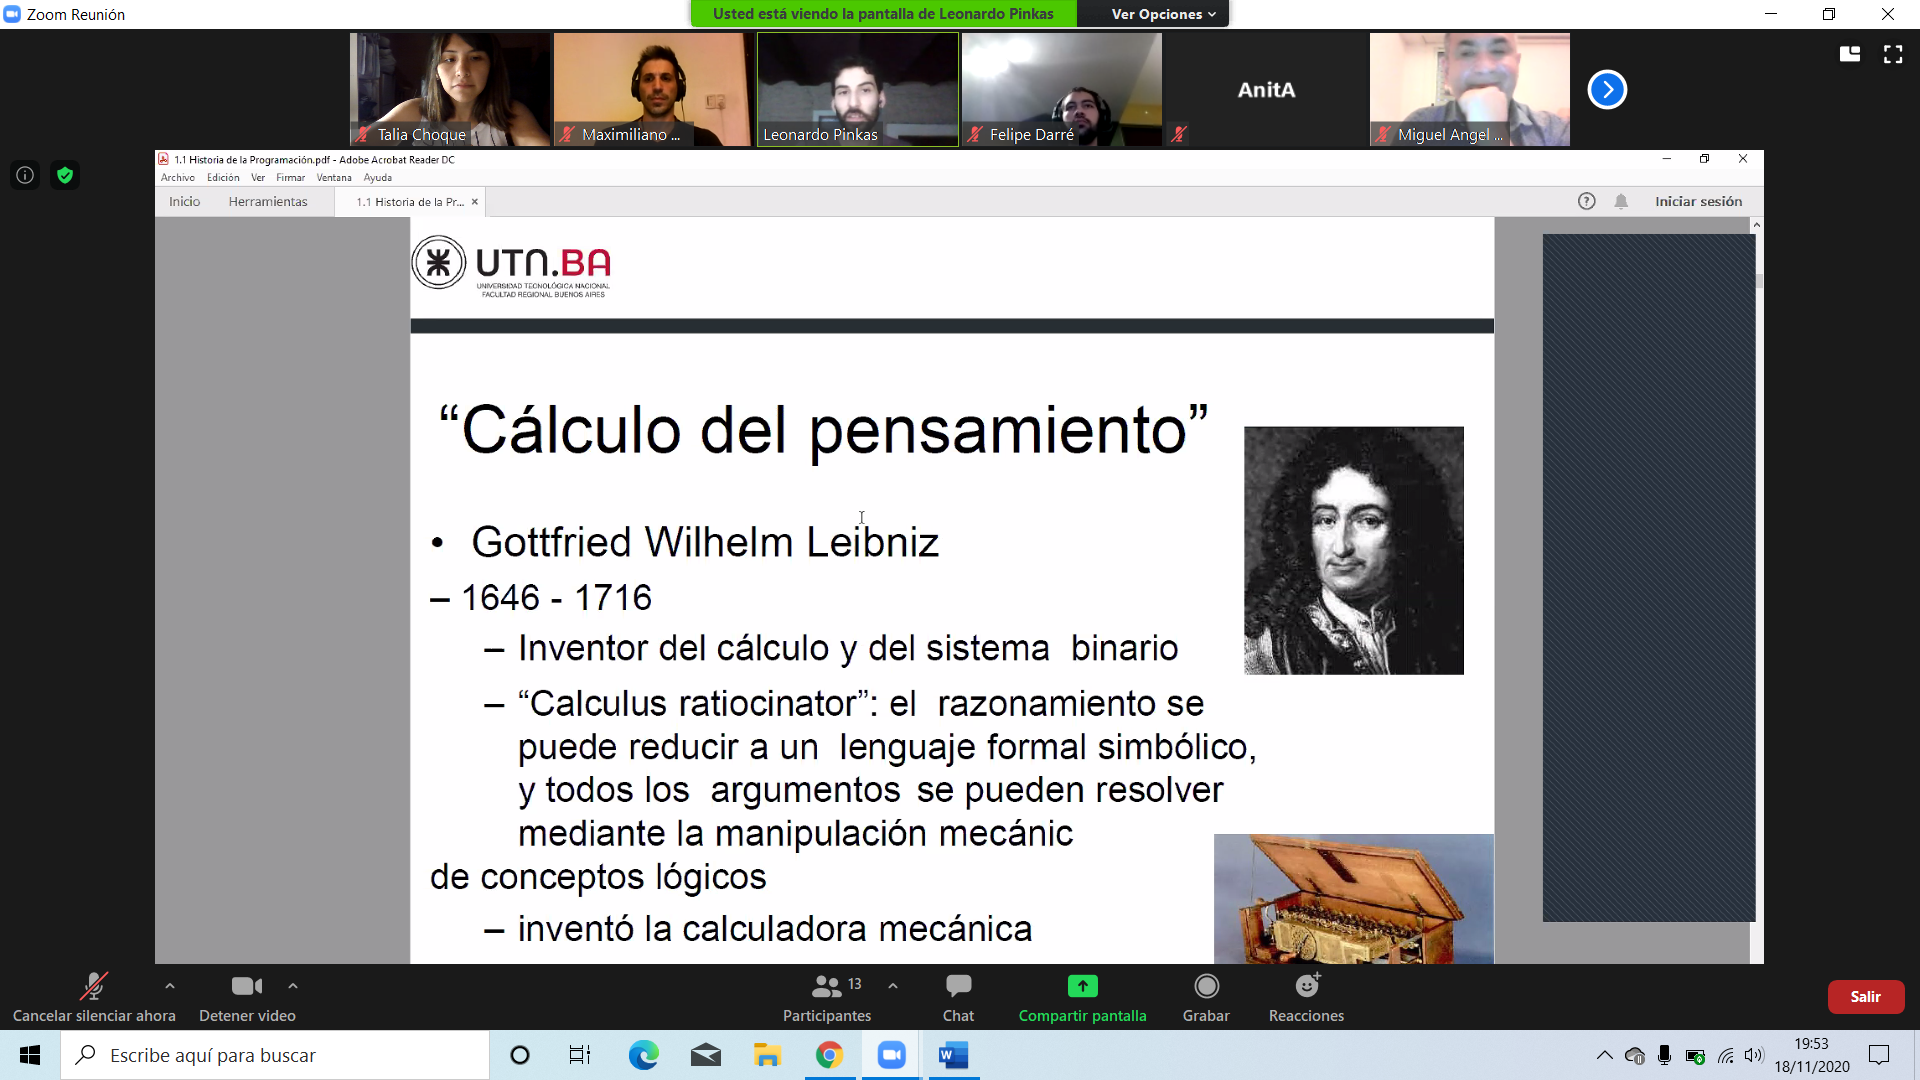 Zoom Reunión
Usted está viendo la pantalla de Leonardo Pinkas
Ver Opciones
Talia Choque
Maximiliano ...
Leonardo Pinkas
Felipe Darré
AnitA
Miguel Angel ...
1.1 Historia de la Programación.pdf - Adobe Acrobat Reader DC
Archivo Edición Ver Firmar Ventana Ayuda
Inicio Herramientas 1.1 Historia de la Pr... × Iniciar sesión
UTN.BA
UNIVERSIDAD TECNOLÓGICA NACIONAL
FACULTAD REGIONAL BUENOS AIRES
“Cálculo del pensamiento”
• Gottfried Wilhelm Leibniz
– 1646 - 1716
– Inventor del cálculo y del sistema binario
– “Calculus ratiocinator”: el razonamiento se
puede reducir a un lenguaje formal simbólico,
y todos los argumentos se pueden resolver
mediante la manipulación mecánic
de conceptos lógicos
– inventó la calculadora mecánica
Cancelar silenciar ahora
Detener video
13
Participantes
Chat
Compartir pantalla
Grabar
Reacciones
Salir
Escribe aquí para buscar
19:53
18/11/2020